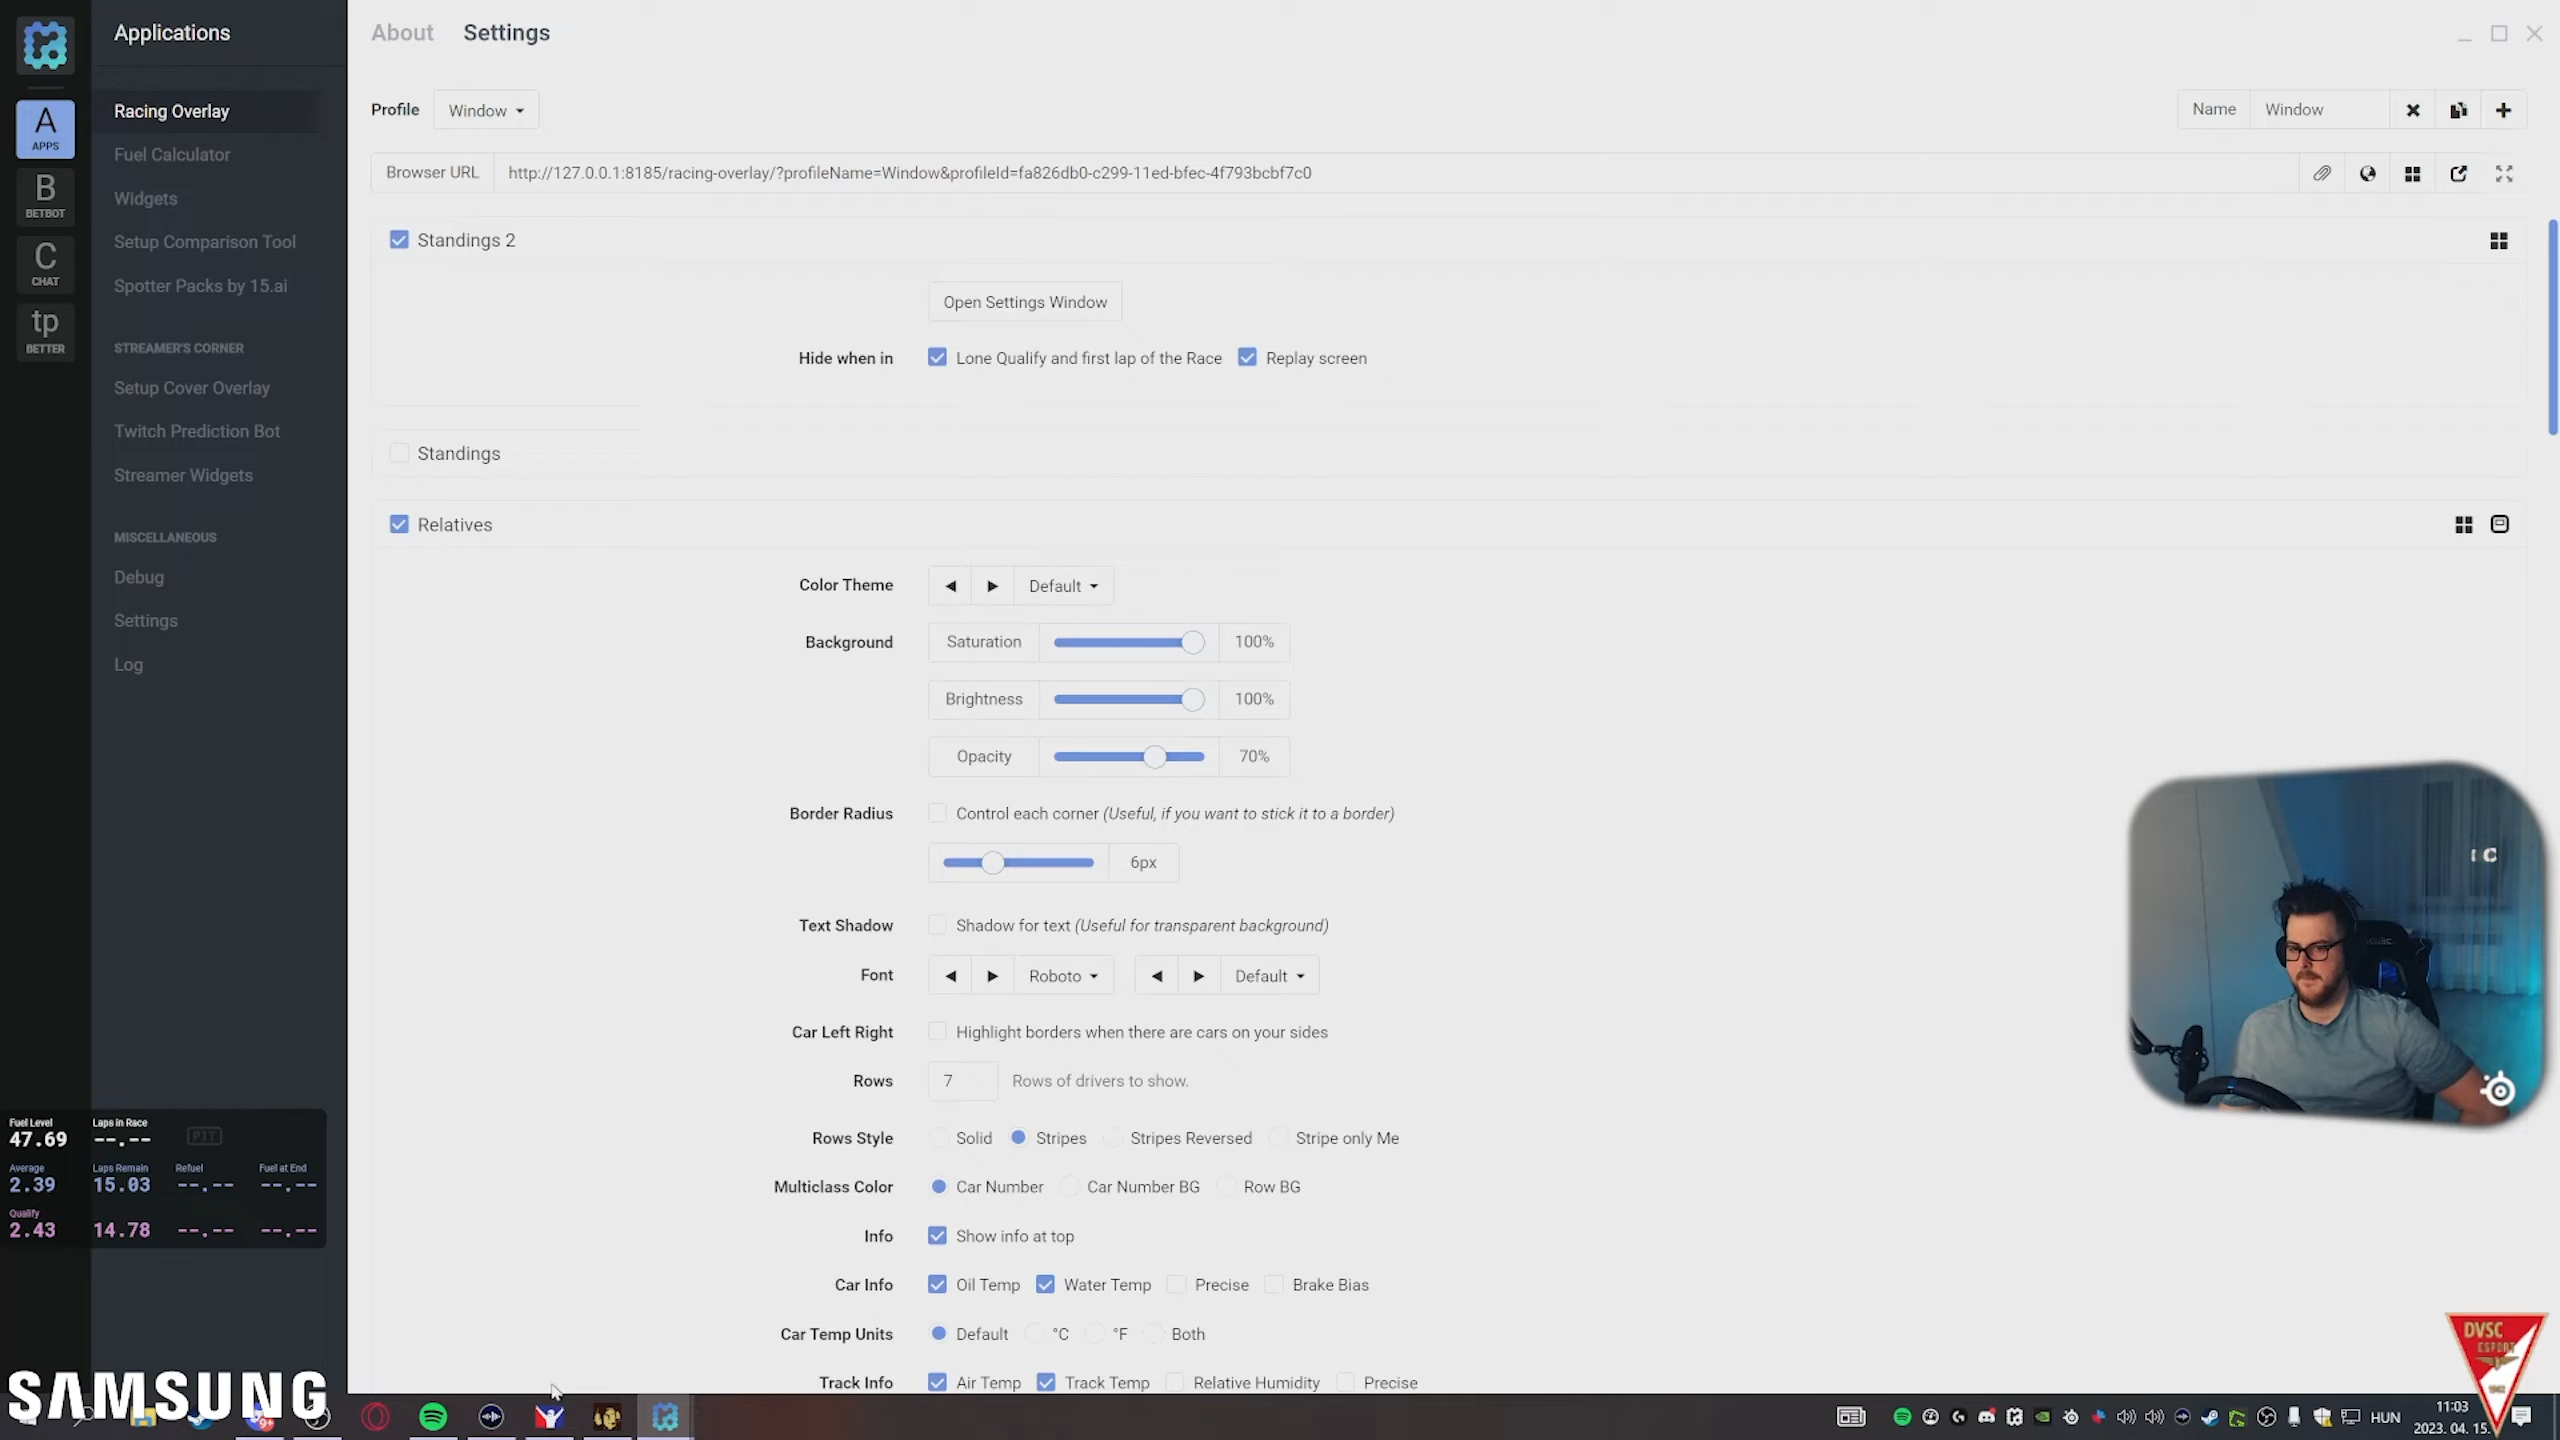 Applications
About Settings
A
APPS
B
BETBOT
C
CHAT
tp
BETTER
Racing Overlay
Fuel Calculator
Widgets
Setup Comparison Tool
Spotter Packs by 15.ai
STREAMER'S CORNER
Setup Cover Overlay
Twitch Prediction Bot
Streamer Widgets
MISCELLANEOUS
Debug
Settings
Log
Profile Window Name Window
Browser URL http://127.0.0.1:8185/racing-overlay/?profileName=Window&profileId=fa826db0-c299-11ed-bfec-4f793bcbf7c0
Standings 2
Open Settings Window
Hide when in Lone Qualify and first lap of the Race Replay screen
Standings
Relatives
Color Theme Default
Background Saturation 100%
Brightness 100%
Opacity 70%
Border Radius Control each corner (Useful, if you want to stick it to a border)
6px
Text Shadow Shadow for text (Useful for transparent background)
Font Roboto Default
Car Left Right Highlight borders when there are cars on your sides
Rows 7 Rows of drivers to show.
Rows Style Solid Stripes Stripes Reversed Stripe only Me
Multiclass Color Car Number Car Number BG Row BG
Info Show info at top
Car Info Oil Temp Water Temp Precise Brake Bias
Car Temp Units Default °C °F Both
Track Info Air Temp Track Temp Relative Humidity Precise
Fuel Level Laps in Race
47.69 --.-- PIT
Average Laps Remain Refuel Fuel at End
2.39 15.03 --.-- --.--
Qualify
2.43 14.78 --.-- --.--
SAMSUNG
DVSC
ESPORT
HUN
11:03
2023. 04. 15.